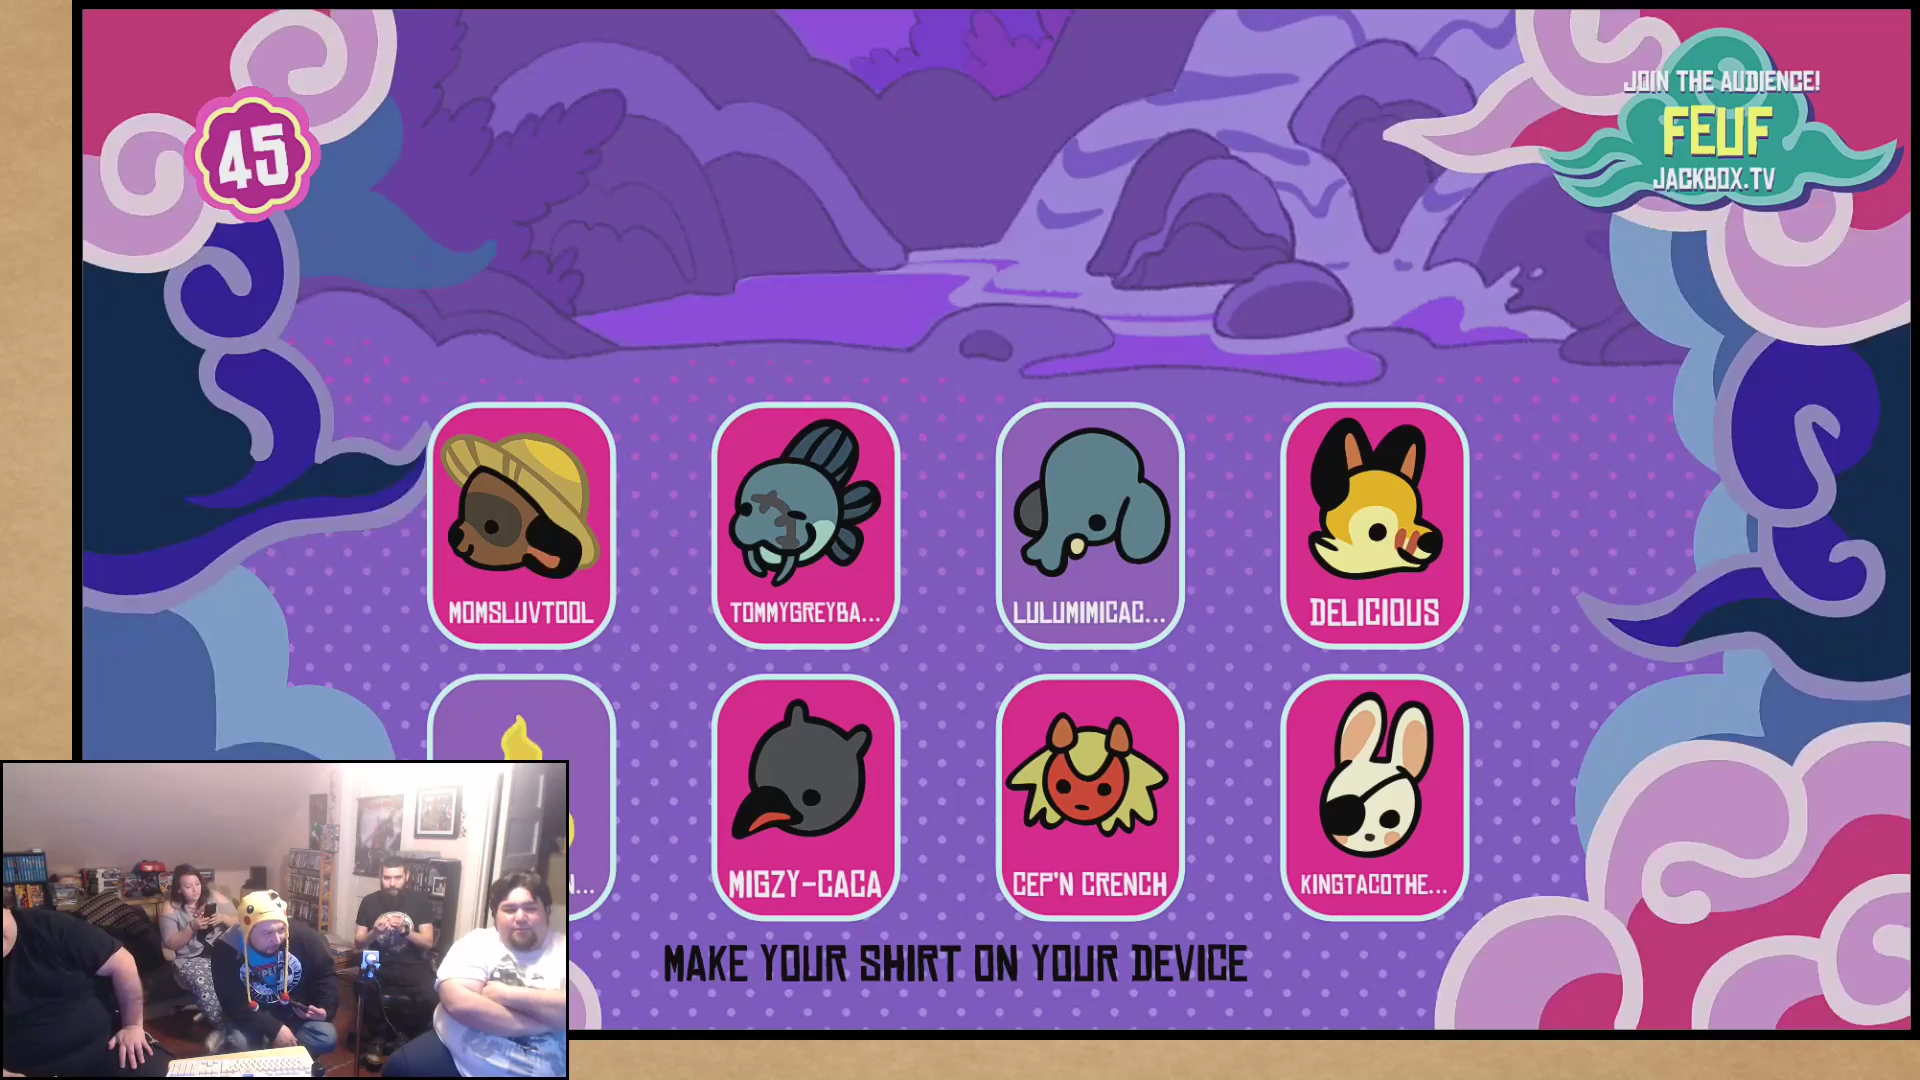 45
JOIN THE AUDIENCE!
FEUF
JACKBOX.TV
MOMSLUVTOOL
TOMMYGREYBA...
LULUMIMICAC...
DELICIOUS
N...
MIGZY-CACA
CEP'N CRENCH
KINGTACOTHE...
MAKE YOUR SHIRT ON YOUR DEVICE